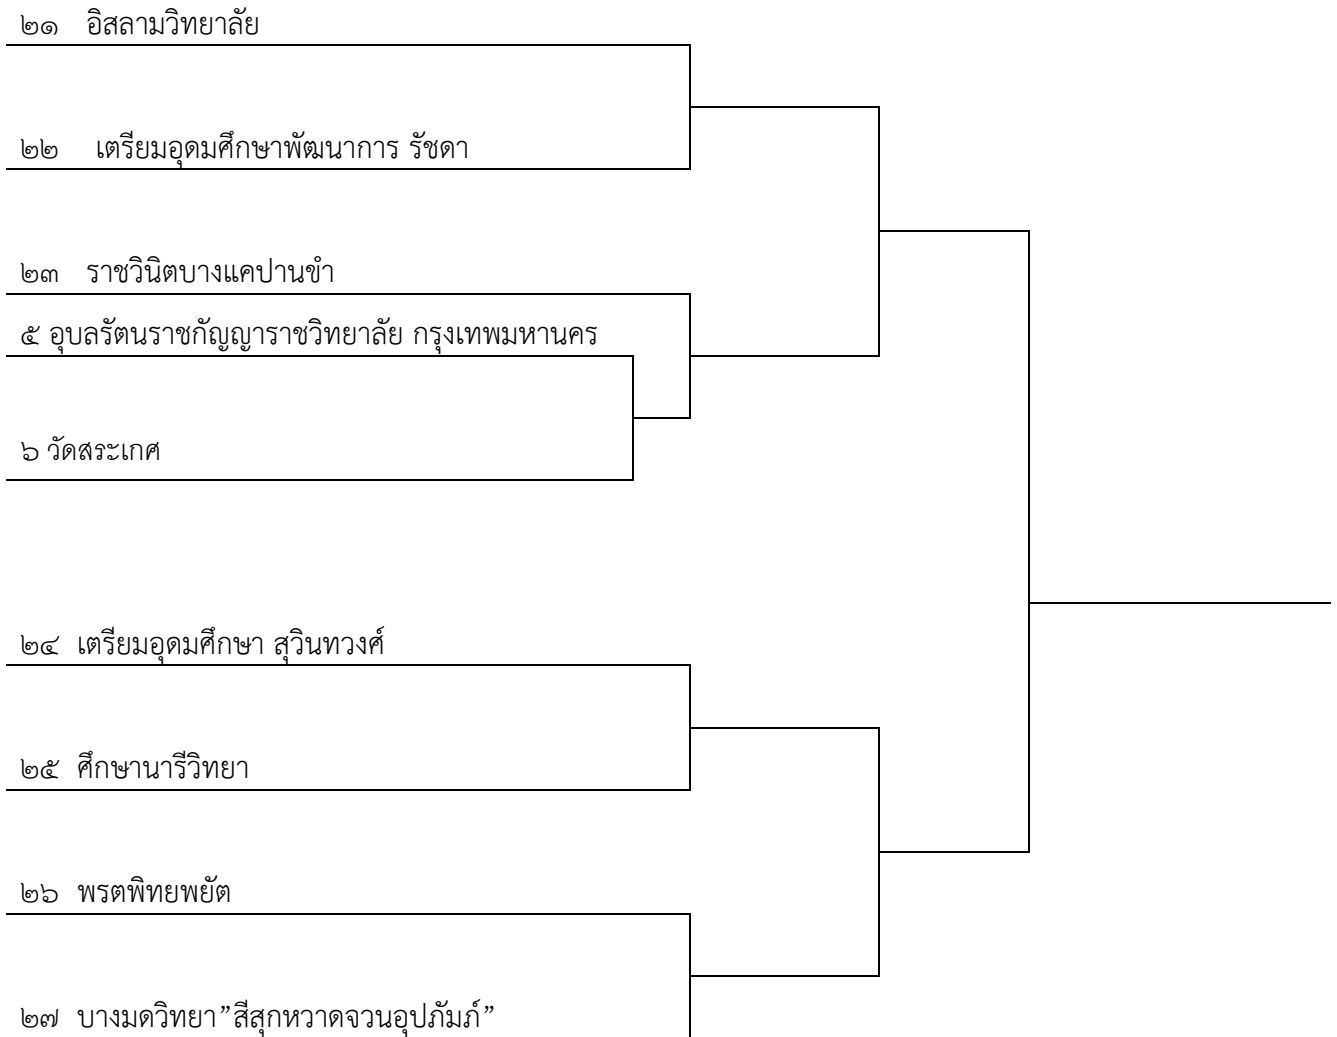 ๒๑ อิสลามวิทยาลัย
๒๒ เตรียมอุดมศึกษาพัฒนาการ รัชดา
๒๓ ราชวินิตบางแคปานขำ
๕ อุบลรัตนราชกัญญาราชวิทยาลัย กรุงเทพมหานคร
๖ วัดสระเกศ
๒๔ เตรียมอุดมศึกษา สุวินทวงศ์
๒๕ ศึกษานารีวิทยา
๒๖ พรตพิทยพยัต
๒๗ บางมดวิทยา”สีสุกหวาดจวนอุปภัมภ์”